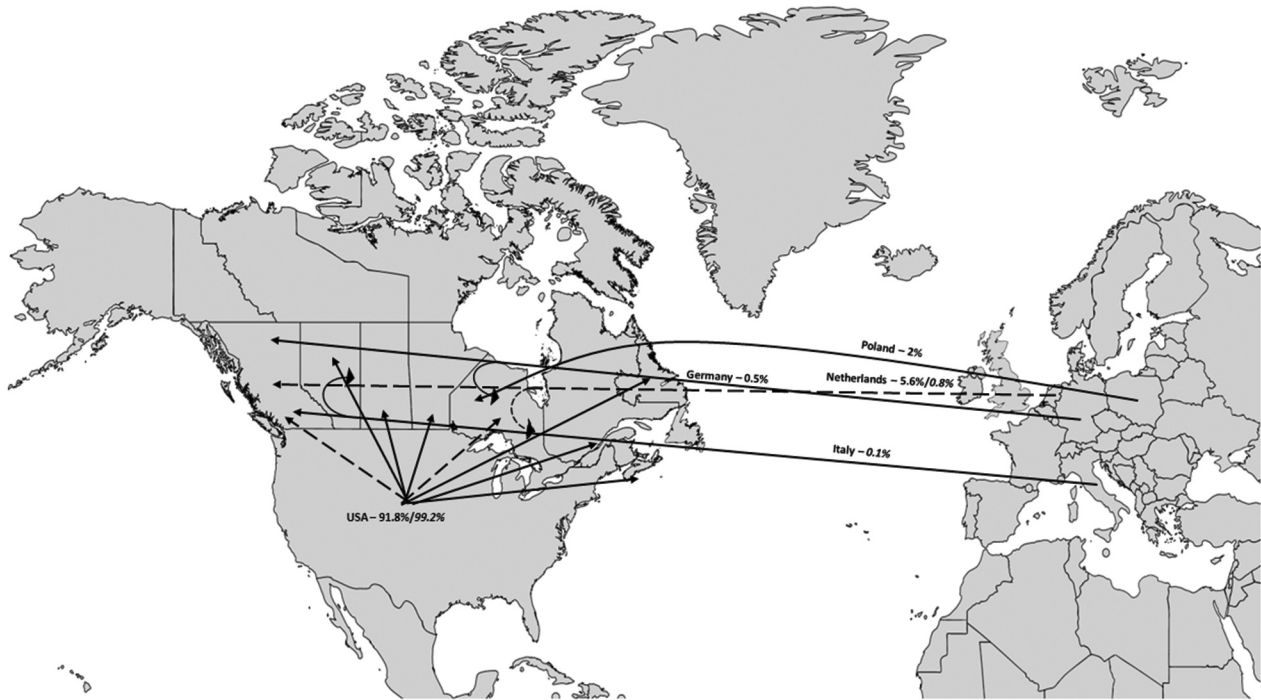 Poland – 2%
Germany – 0.5%
Netherlands – 5.6%/0.8%
Italy – 0.1%
USA – 91.8%/99.2%